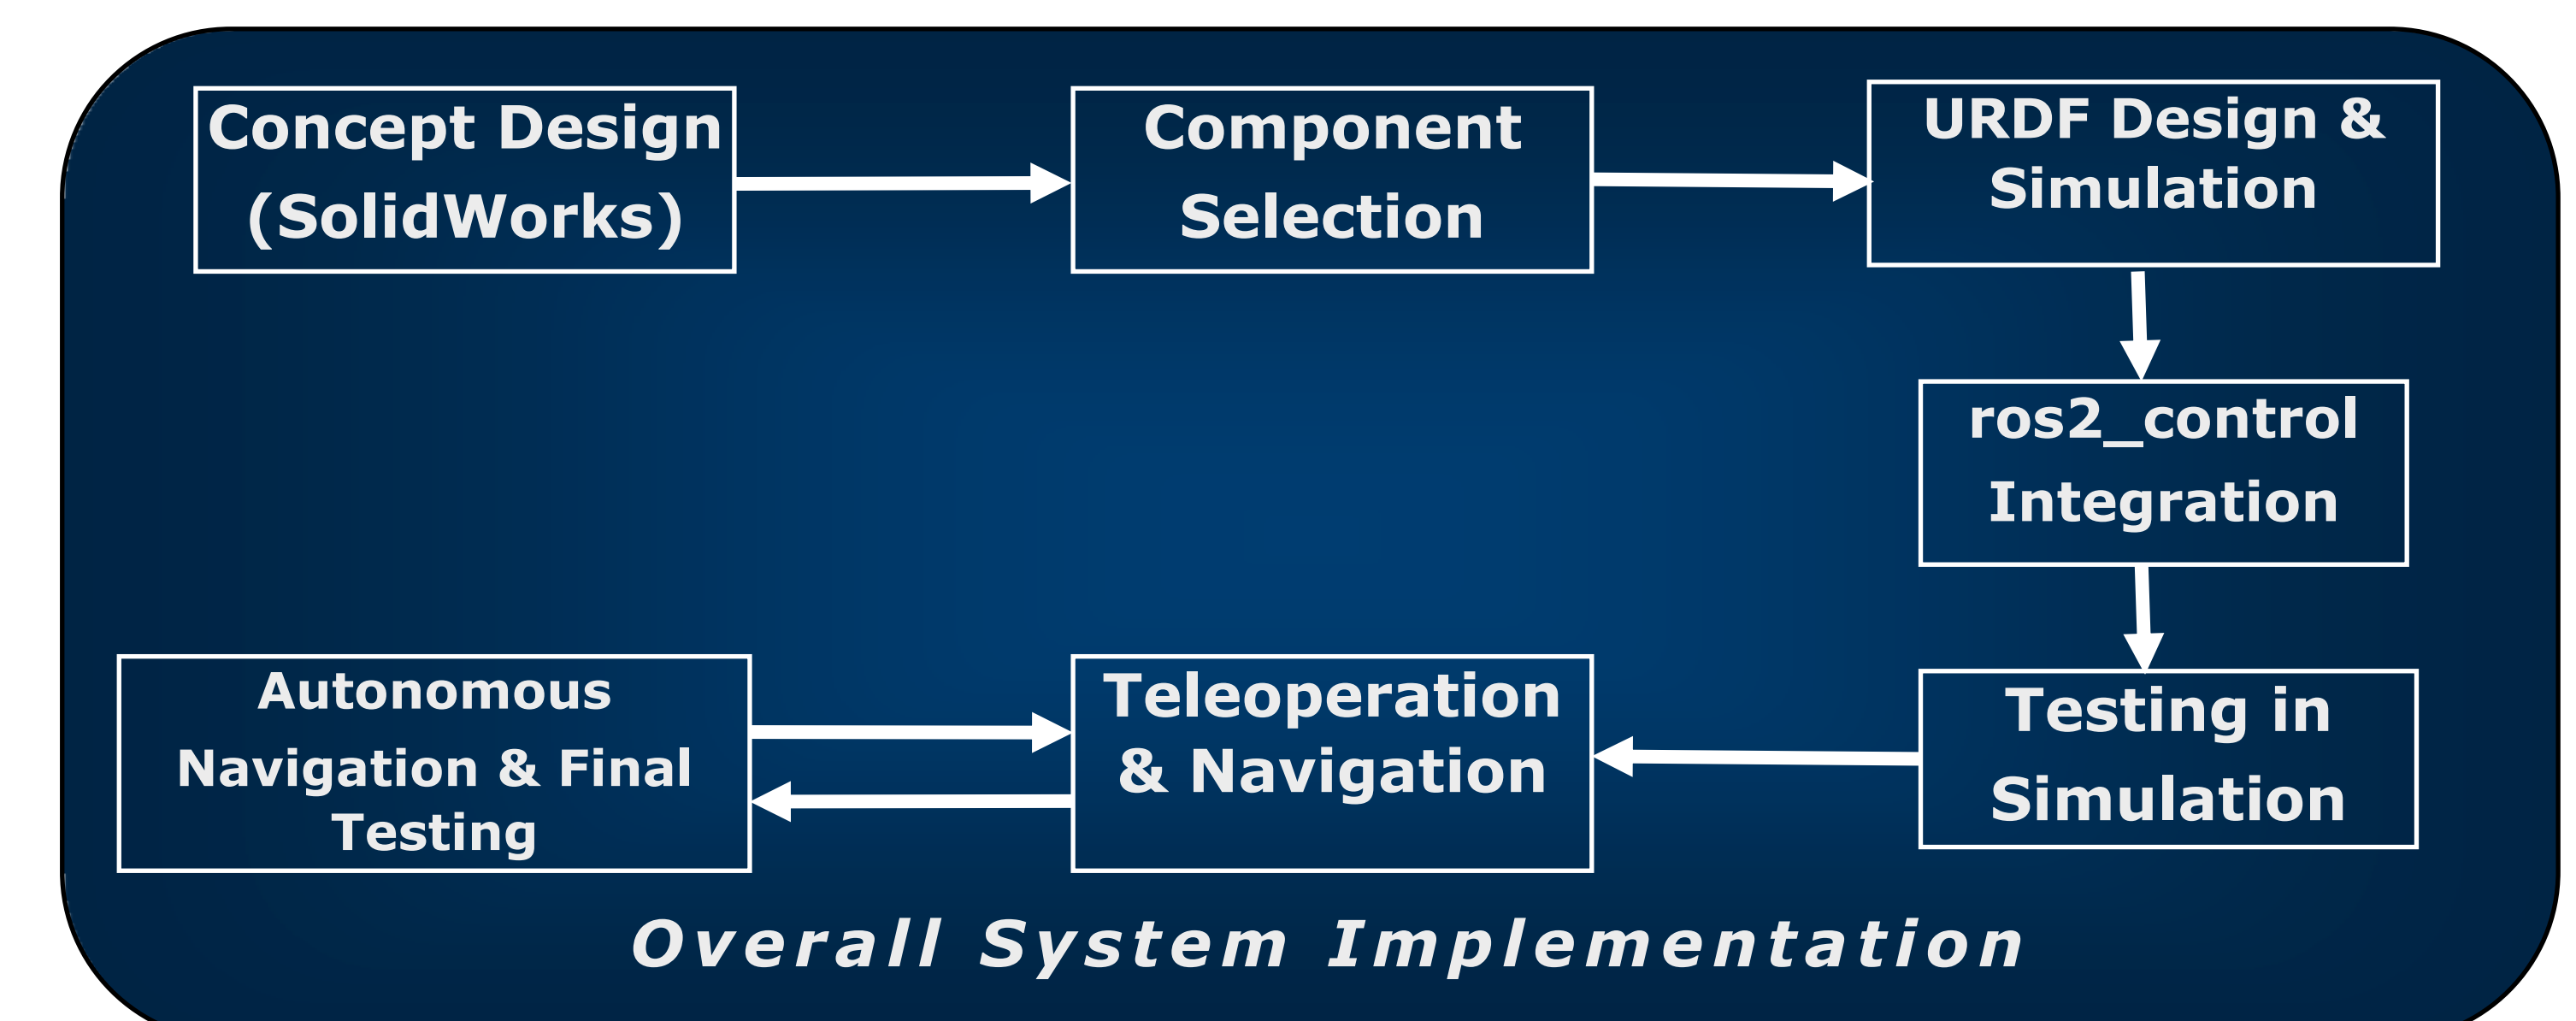 Concept Design
(SolidWorks)
Component
Selection
URDF Design &
Simulation
ros2_control
Integration
Testing in
Simulation
Teleoperation
& Navigation
Autonomous
Navigation & Final
Testing
Overall System Implementation